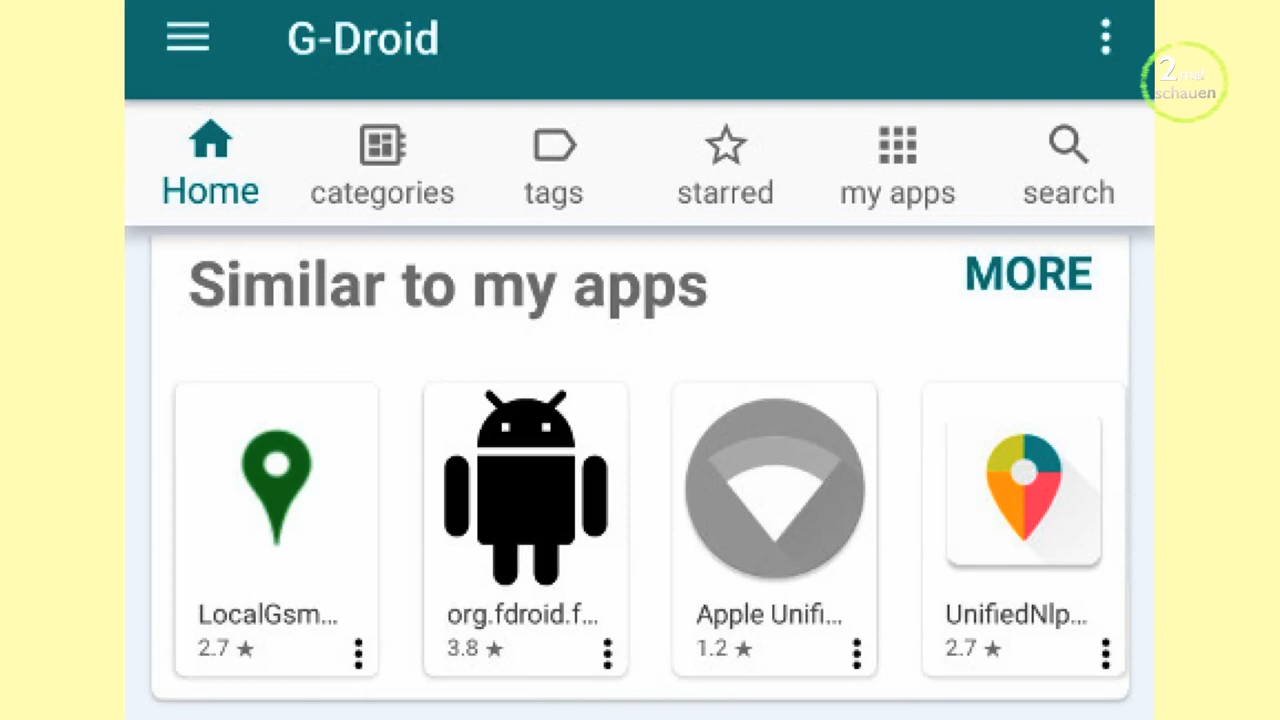 G-Droid
2 mal
schauen
Home
categories
tags
starred
my apps
search
Similar to my apps
MORE
LocalGsm...
org.fdroid.f...
Apple Unifi...
UnifiedNlp...
2.7 ★
3.8 ★
1.2 ★
2.7 ★